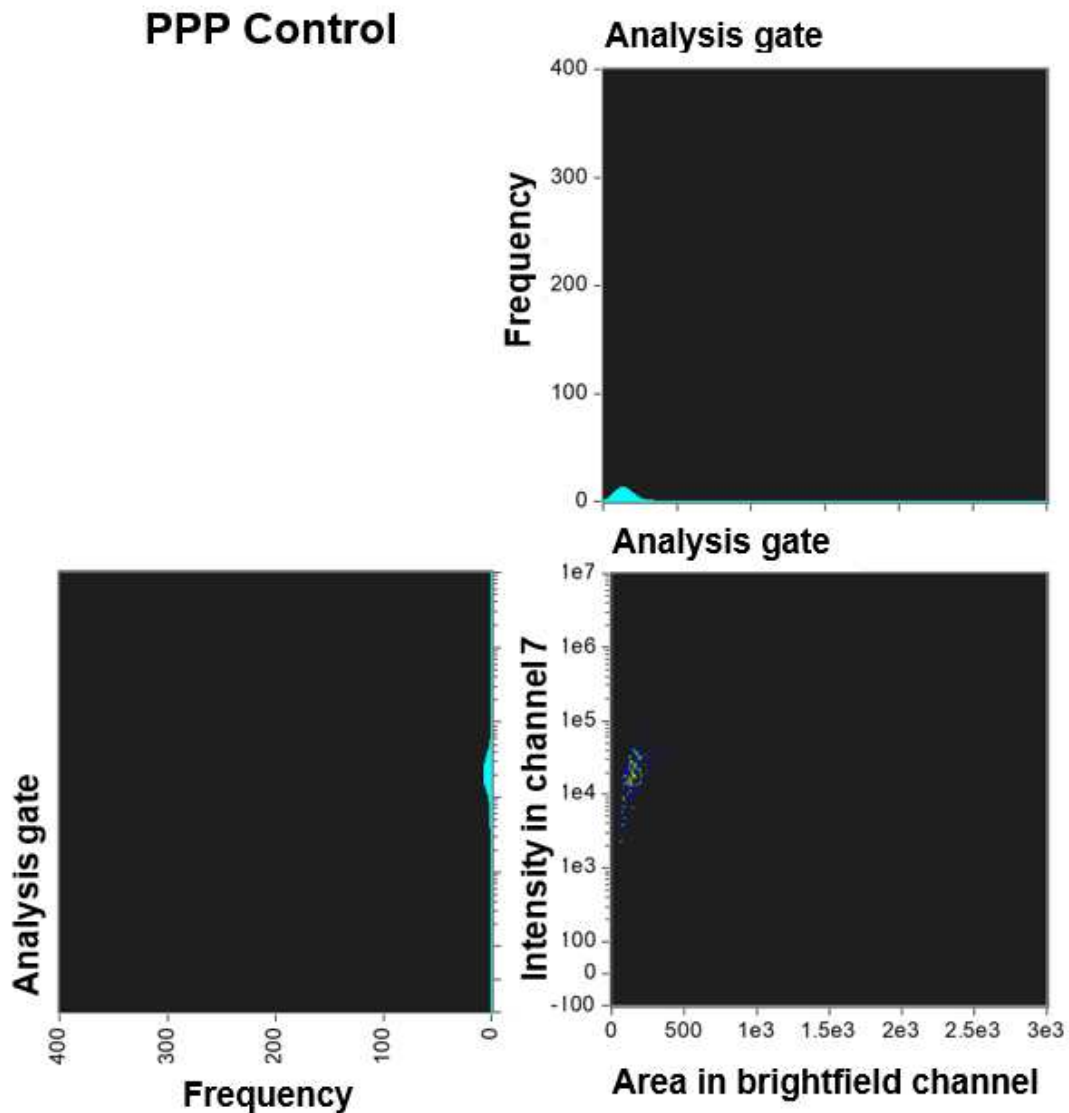 PPP Control
Analysis gate
400
300
200
100
0
Frequency
Analysis gate
1e7
1e6
1e5
1e4
1e3
100
0
-100
Intensity in channel 7
0 500 1e3 1.5e3 2e3 2.5e3 3e3
Area in brightfield channel
Analysis gate
400 300 200 100 0
Frequency